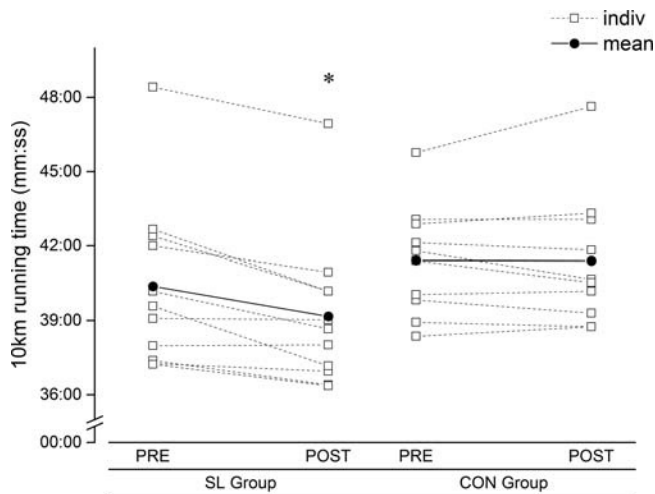 indiv
mean
*
10km running time (mm:ss)
48:00
45:00
42:00
39:00
36:00
00:00
PRE POST PRE POST
SL Group CON Group